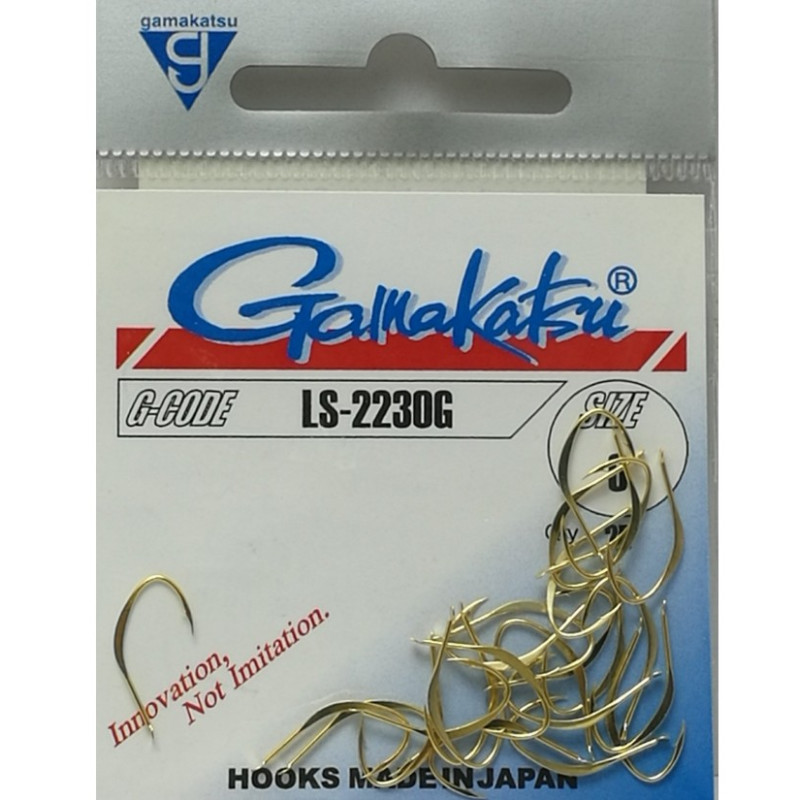 gamakatsu
g
Gamakatsu®
G-CODE LS-2230G SIZE
Innovation,
Not Imitation.
HOOKS MADE IN JAPAN